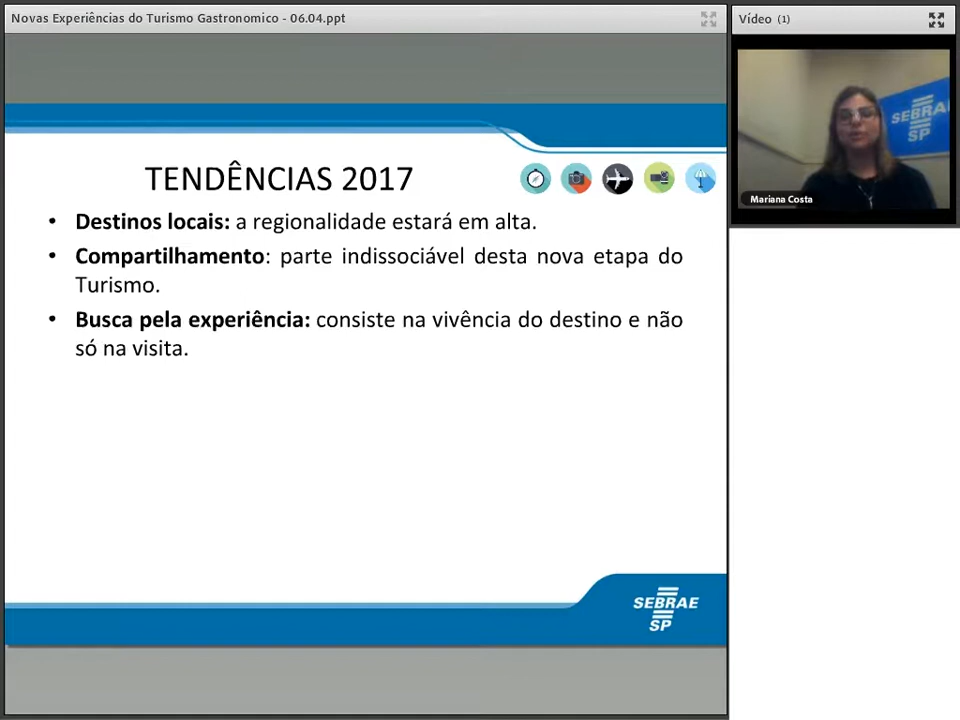 Novas Experiências do Turismo Gastronomico - 06.04.ppt
Vídeo (1)
SEBRAE
SP
Mariana Costa
TENDÊNCIAS 2017
• Destinos locais: a regionalidade estará em alta.
• Compartilhamento: parte indissociável desta nova etapa do
Turismo.
• Busca pela experiência: consiste na vivência do destino e não
só na visita.
SEBRAE
SP